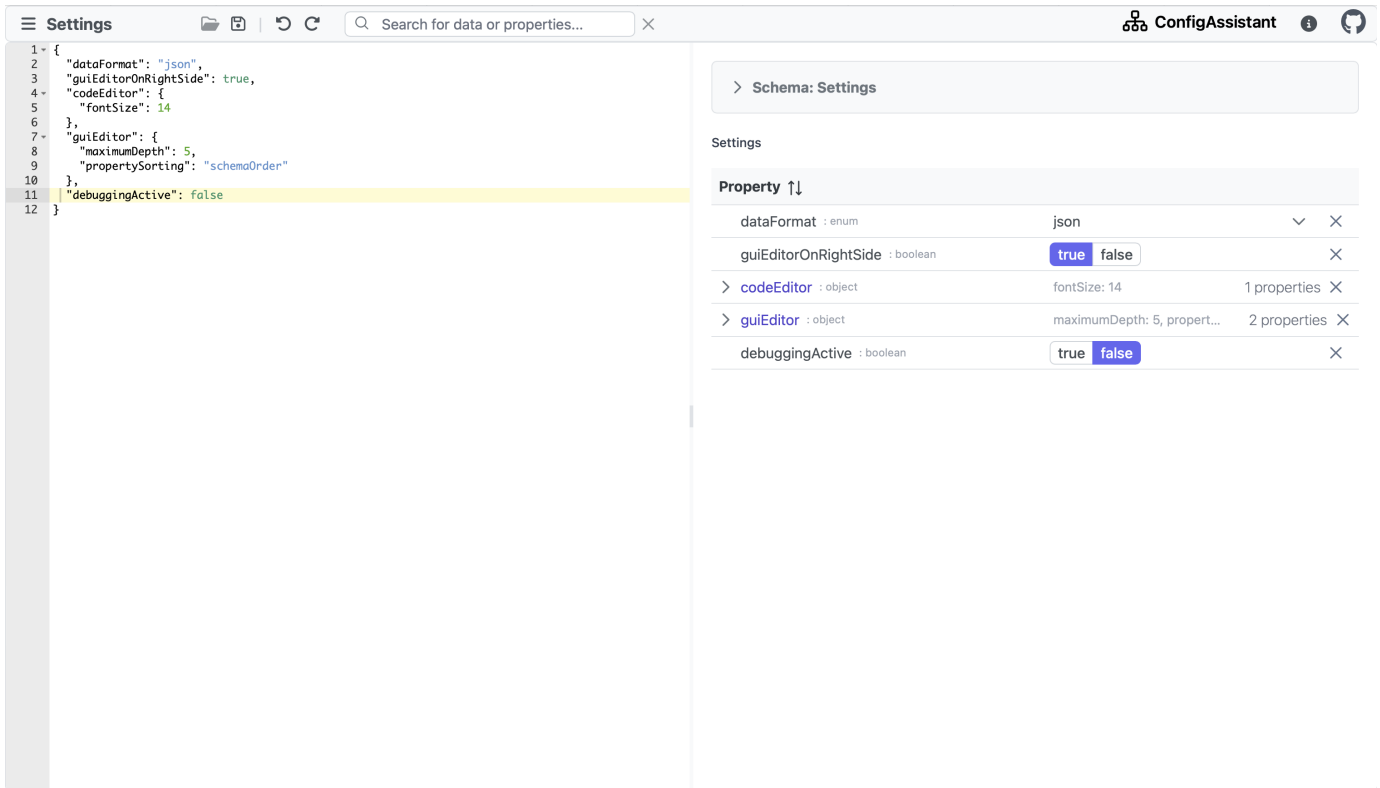 Settings
Search for data or properties...
ConfigAssistant
1 {
2 "dataFormat": "json",
3 "guiEditorOnRightSide": true,
4 "codeEditor": {
5 "fontSize": 14
6 },
7 "guiEditor": {
8 "maximumDepth": 5,
9 "propertySorting": "schemaOrder"
10 },
11 "debuggingActive": false
12 }
Schema: Settings
Settings
Property
dataFormat : enum json
guiEditorOnRightSide : boolean true false
codeEditor : object fontSize: 14 1 properties
guiEditor : object maximumDepth: 5, propert... 2 properties
debuggingActive : boolean true false